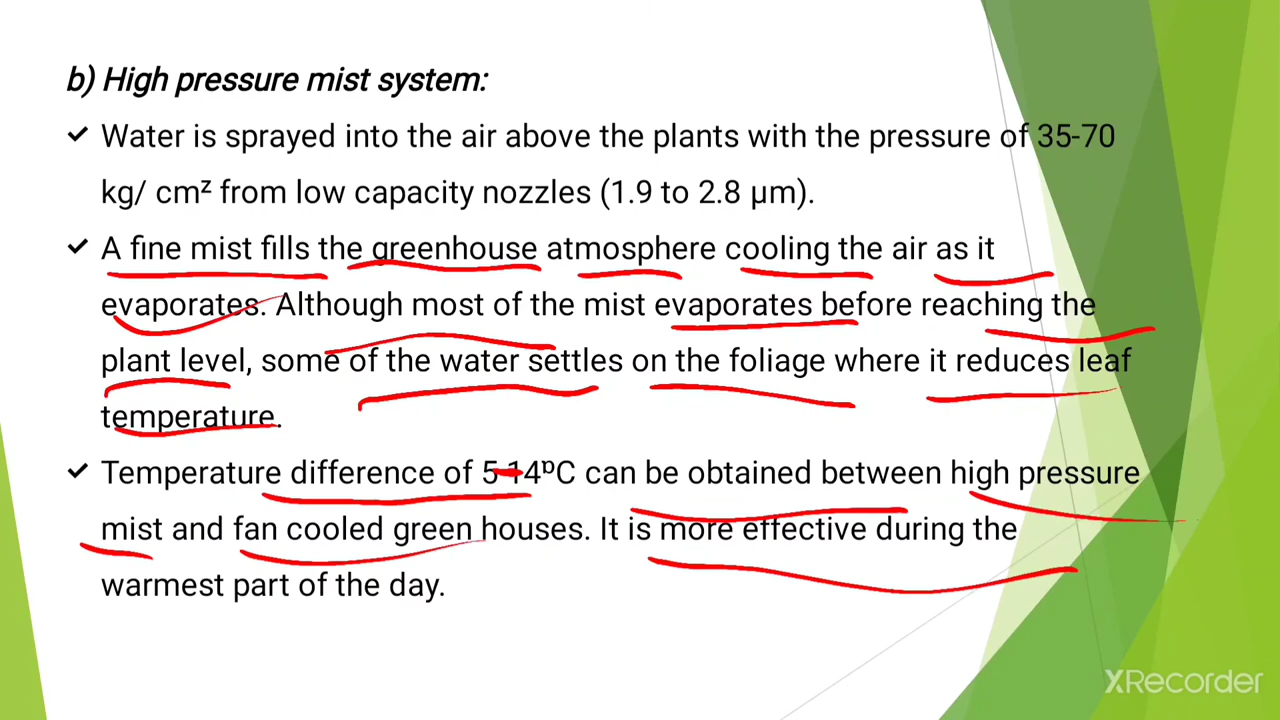 b) High pressure mist system:
✓ Water is sprayed into the air above the plants with the pressure of 35-70
kg/ cm² from low capacity nozzles (1.9 to 2.8 μm).
✓ A fine mist fills the greenhouse atmosphere cooling the air as it
evaporates. Although most of the mist evaporates before reaching the
plant level, some of the water settles on the foliage where it reduces leaf
temperature.
✓ Temperature difference of 5-14ºC can be obtained between high pressure
mist and fan cooled green houses. It is more effective during the
warmest part of the day.
XRecorder